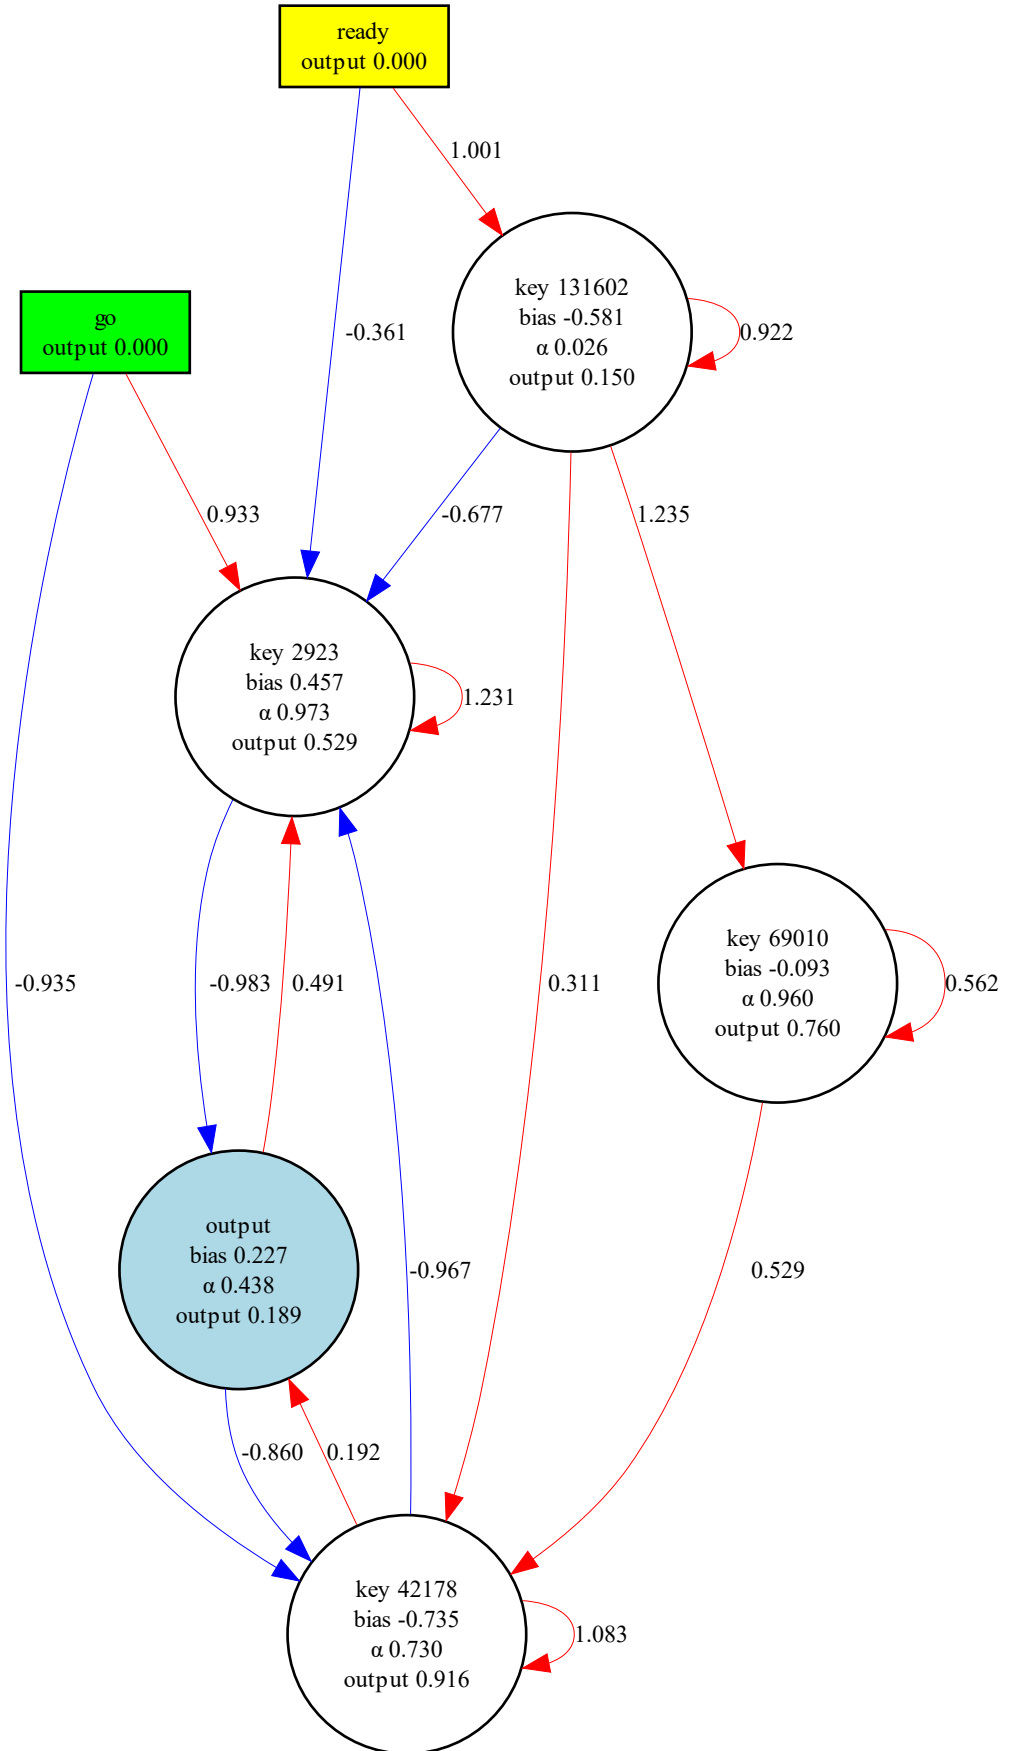 ready
output 0.000
1.001
key 131602
bias -0.581
α 0.026
output 0.150
0.922
go
output 0.000
-0.361
0.933
-0.677
1.235
key 2923
bias 0.457
α 0.973
output 0.529
1.231
key 69010
bias -0.093
α 0.960
output 0.760
0.562
-0.935
-0.983
0.491
0.311
output
bias 0.227
α 0.438
output 0.189
-0.967
0.529
-0.860
0.192
key 42178
bias -0.735
α 0.730
output 0.916
1.083